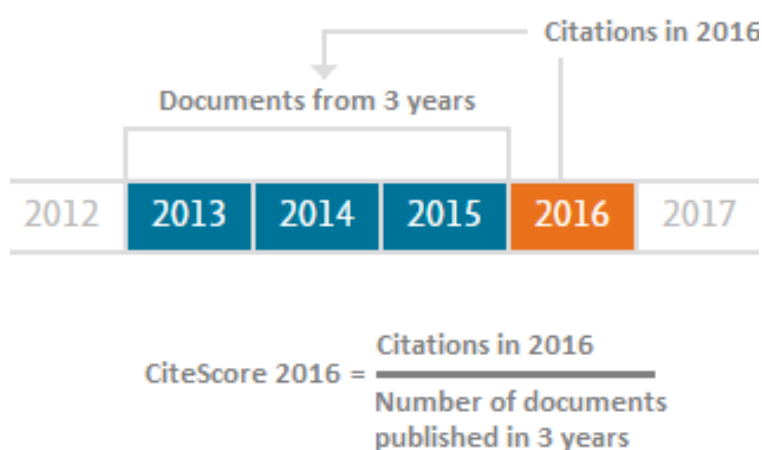 Citations in 2016
Documents from 3 years
2012 2013 2014 2015 2016 2017
Citations in 2016
CiteScore 2016 =
Number of documents
published in 3 years